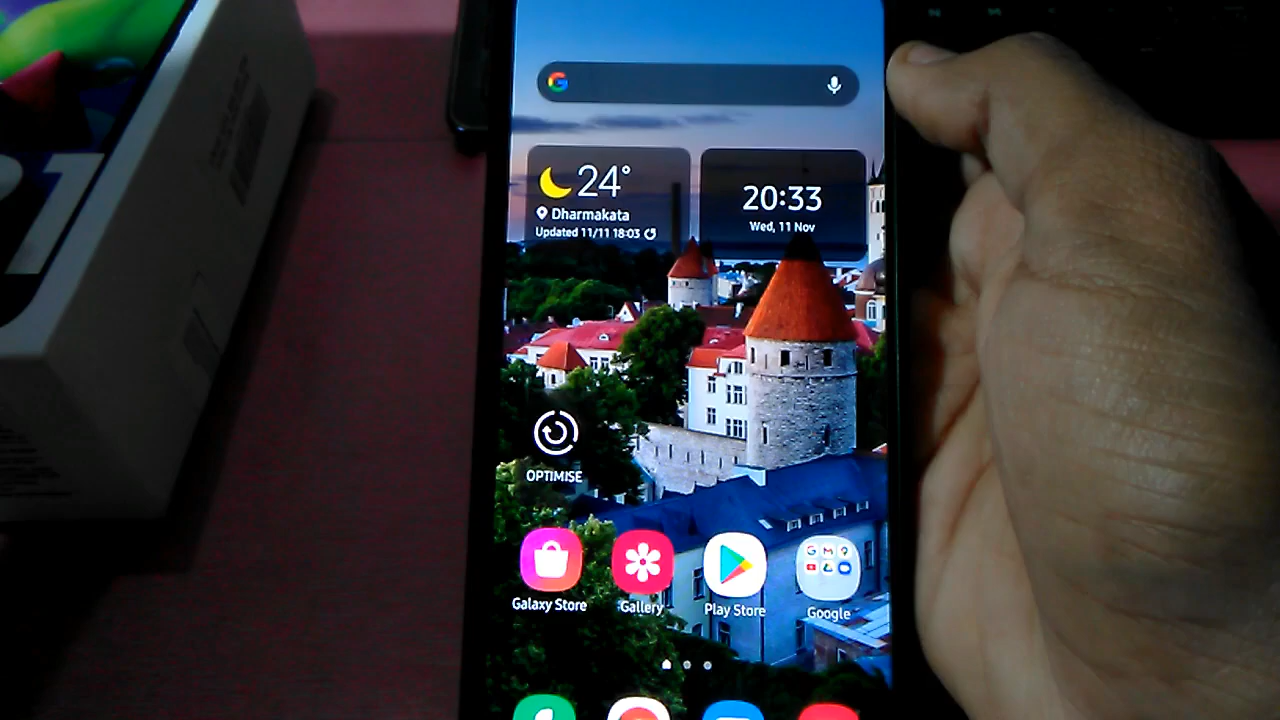 24°
Dharmakata
Updated 11/11 18:03
20:33
Wed, 11 Nov
OPTIMISE
Galaxy Store
Gallery
Play Store
Google